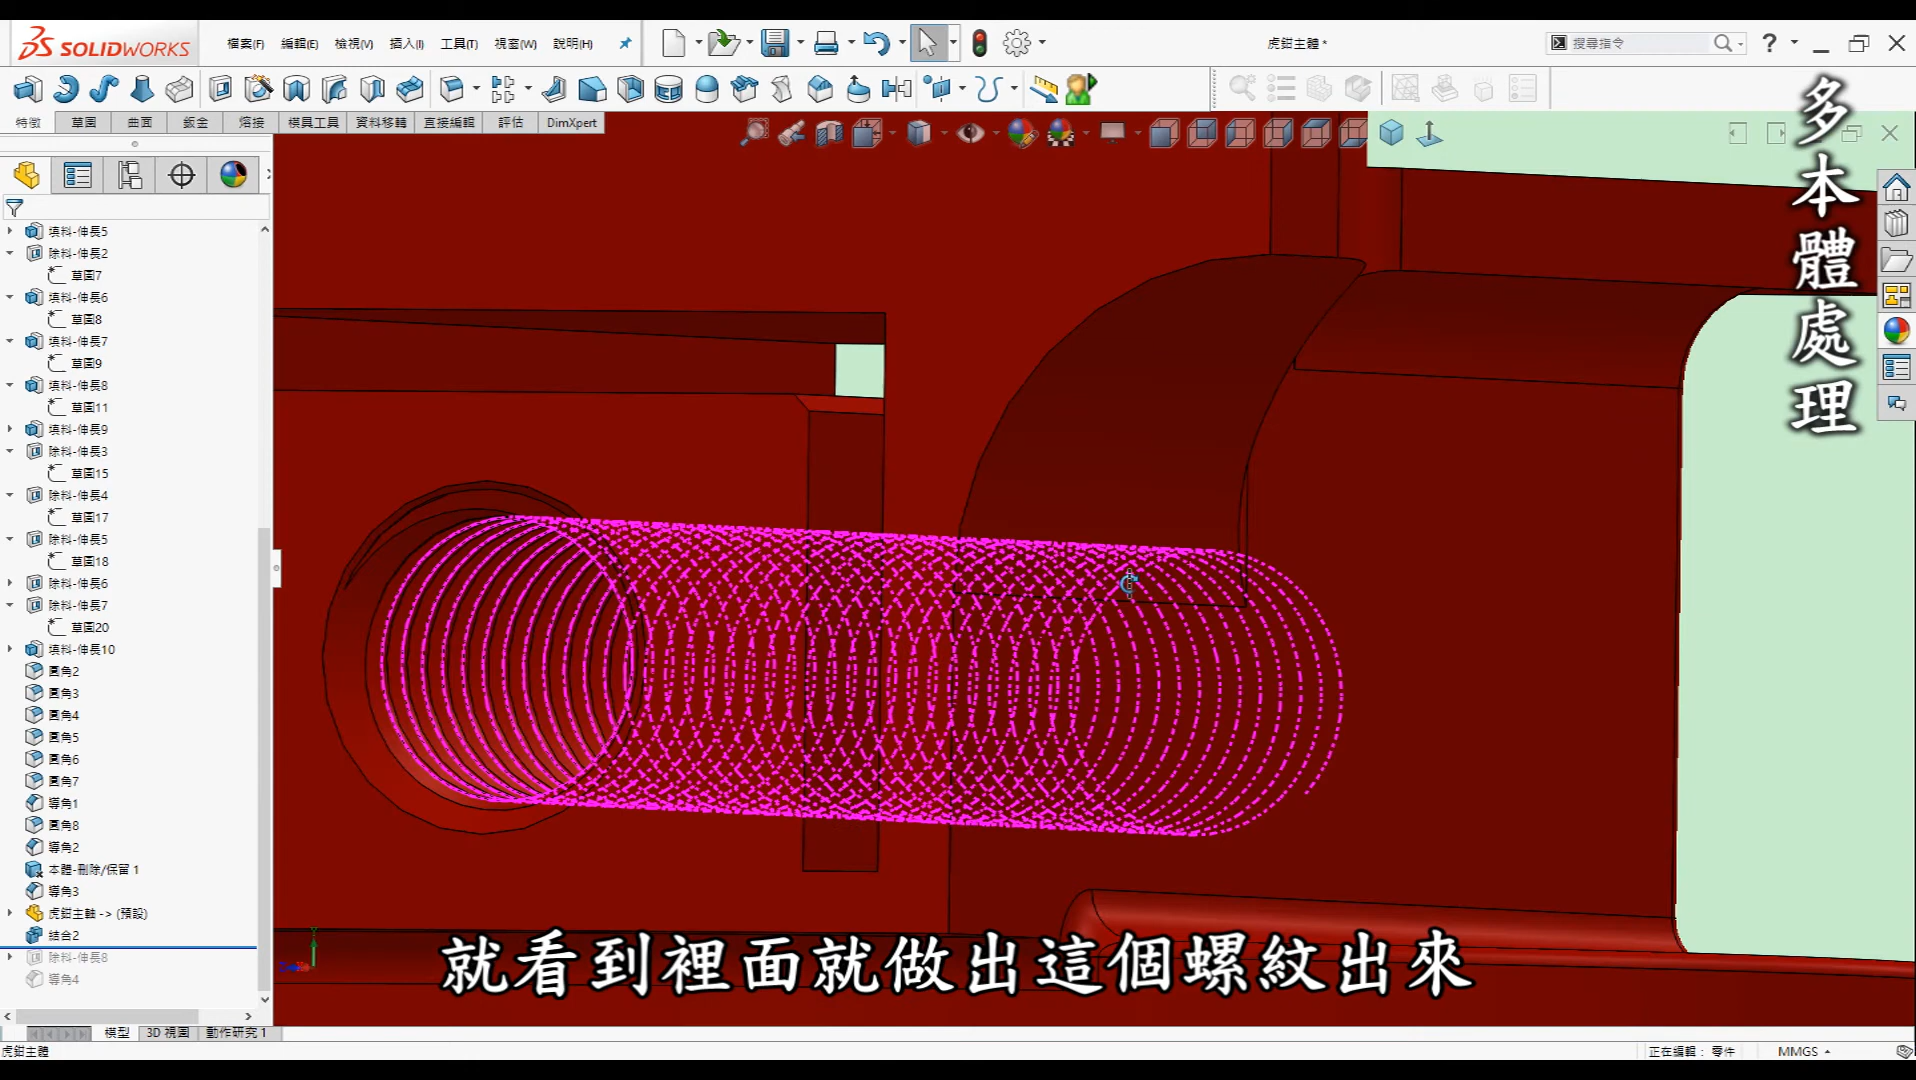 SOLIDWORKS
檔案(F) 編輯(E) 檢視(V) 插入(I) 工具(T) 視窗(W) 說明(H)
虎鉗主體 *
搜尋指令
?
特徵 草圖 曲面 鈑金 熔接 模具工具 資料移轉 直接編輯 評估 DimXpert
多本體處理
填料-伸長5
除料-伸長2
草圖7
填料-伸長6
草圖8
填料-伸長7
草圖9
填料-伸長8
草圖11
填料-伸長9
除料-伸長3
草圖15
除料-伸長4
草圖17
除料-伸長5
草圖18
除料-伸長6
除料-伸長7
草圖20
填料-伸長10
圓角2
圓角3
圓角4
圓角5
圓角6
圓角7
導角1
圓角8
導角2
本體-刪除/保留 1
導角3
虎鉗主軸 -> (預設)
結合2
除料-伸長8
導角4
就看到裡面就做出這個螺紋出來
模型 3D 視圖 動作研究 1
虎鉗主體
正在編輯： 零件
MMGS